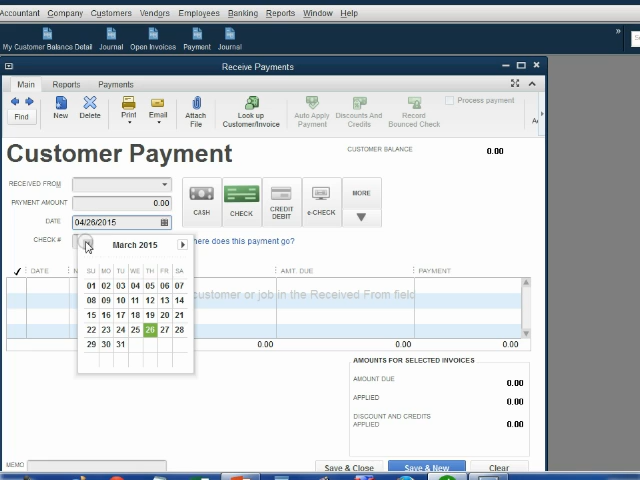 Accountant Company Customers Vendors Employees Banking Reports Window Help
My Customer Balance Detail Journal Open Invoices Payment Journal
Receive Payments
Main Reports Payments
Find New Delete Print Email Attach File Look up Customer/Invoice Auto Apply Payment Discounts And Credits Record Bounced Check Process payment
Customer Payment
CUSTOMER BALANCE 0.00
RECEIVED FROM
PAYMENT AMOUNT 0.00
DATE 04/26/2015
CHECK #
CASH CHECK CREDIT DEBIT e-CHECK MORE
here does this payment go?
March 2015
SU MO TU WE TH FR SA
01 02 03 04 05 06 07
08 09 10 11 12 13 14
15 16 17 18 19 20 21
22 23 24 25 26 27 28
29 30 31
DATE AMT. DUE PAYMENT
customer or job in the Received From field
0.00 0.00 0.00
AMOUNTS FOR SELECTED INVOICES
AMOUNT DUE 0.00
APPLIED 0.00
DISCOUNT AND CREDITS APPLIED 0.00
MEMO
Save & Close Save & New Clear